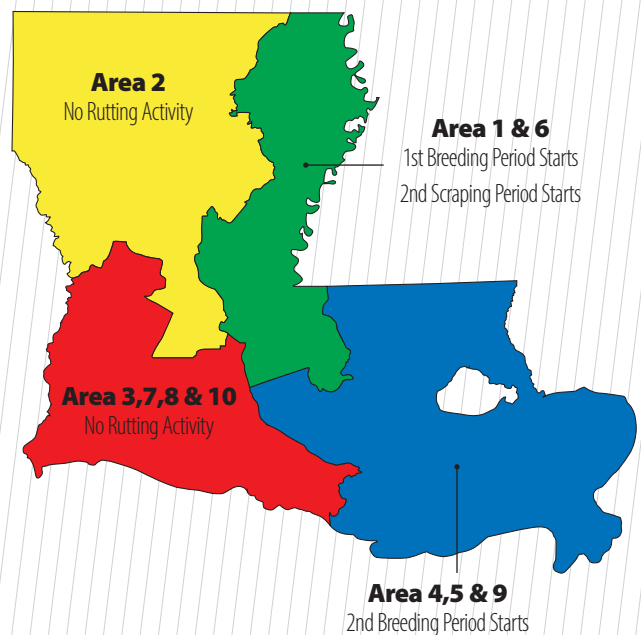 Area 2
No Rutting Activity
Area 1 & 6
1st Breeding Period Starts
2nd Scraping Period Starts
Area 3,7,8 & 10
No Rutting Activity
Area 4,5 & 9
2nd Breeding Period Starts